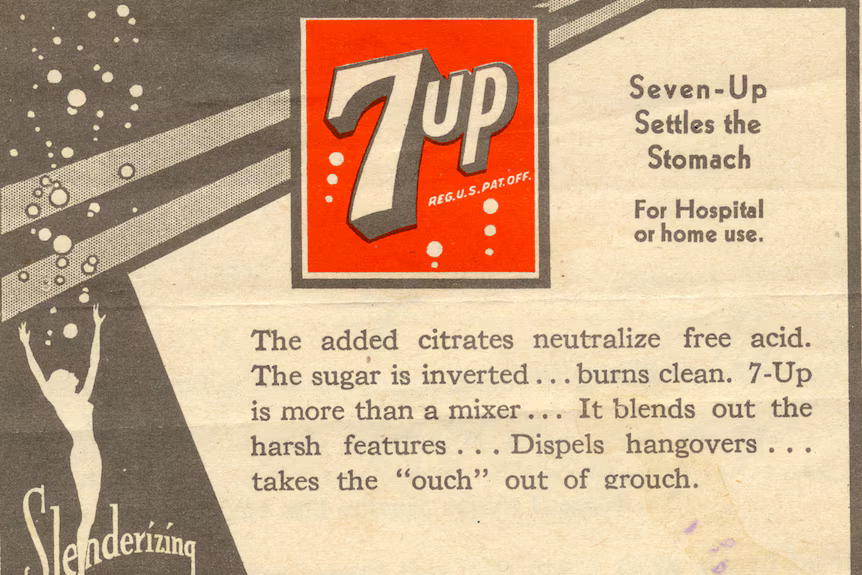 7up
REG. U.S. PAT. OFF.
Seven-Up
Settles the
Stomach
For Hospital
or home use.
The added citrates neutralize free acid.
The sugar is inverted . . . burns clean. 7-Up
is more than a mixer . . . It blends out the
harsh features . . . Dispels hangovers . . .
takes the “ouch” out of grouch.
Slenderizing